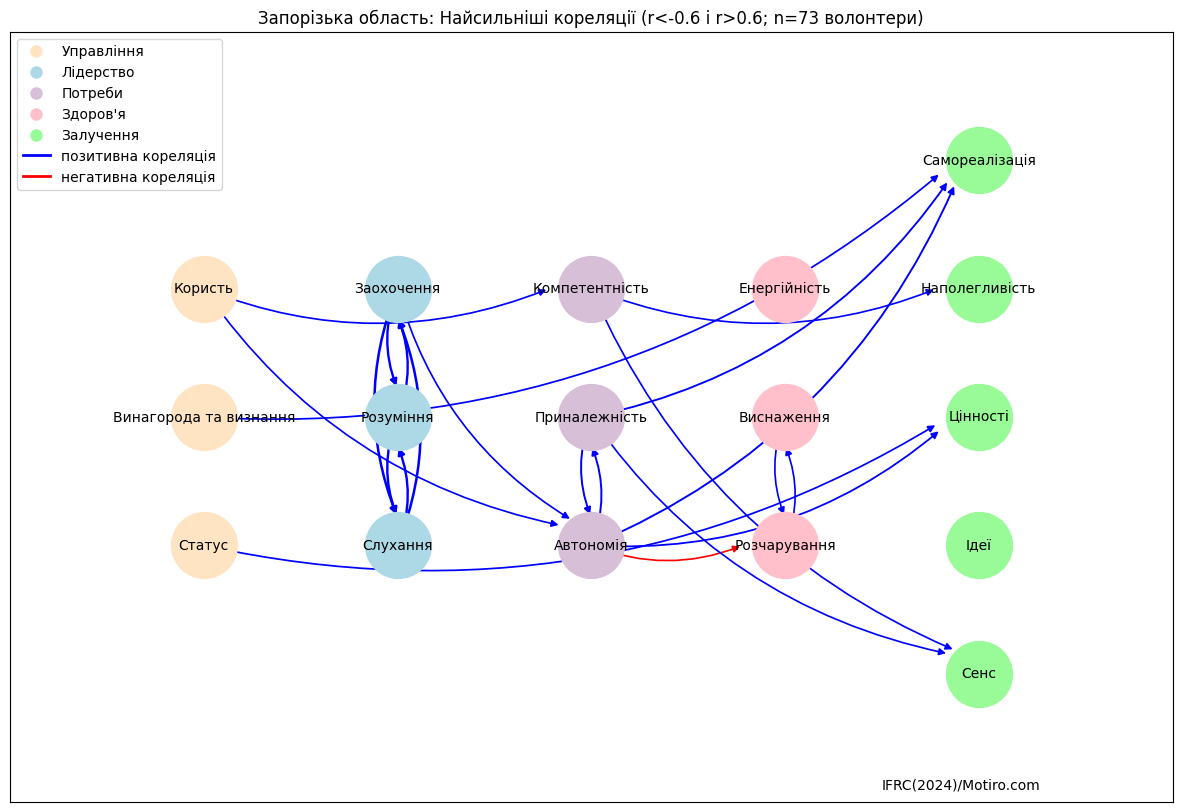 Запорізька область: Найсильніші кореляції (r<-0.6 і r>0.6; n=73 волонтери)
Управління
Лідерство
Потреби
Здоров'я
Залучення
позитивна кореляція
негативна кореляція
Самореалізація
Користь
Заохочення
Компетентність
Енергійність
Наполегливість
Винагорода та визнання
Розуміння
Приналежність
Виснаження
Цінності
Статус
Слухання
Автономія
Розчарування
Ідеї
Сенс
IFRC(2024)/Motiro.com